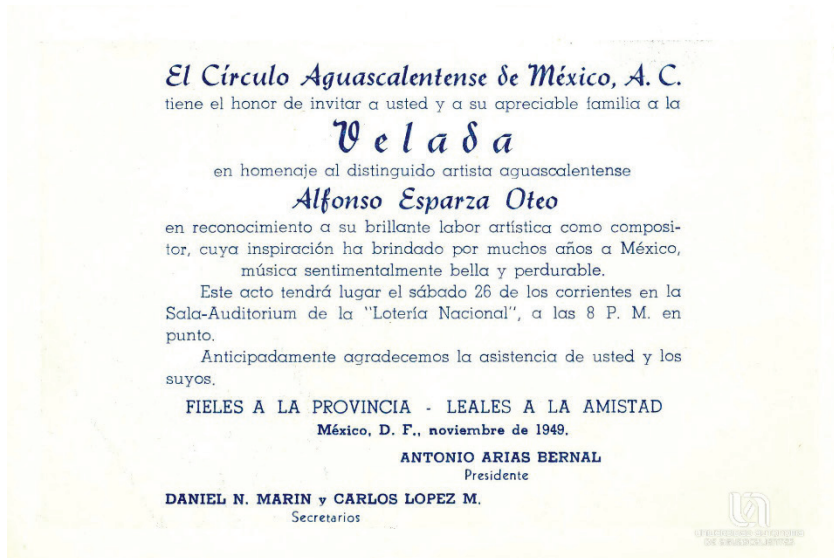 El Círculo Aguascalentense de México, A. C.
tiene el honor de invitar a usted y a su apreciable familia a la
Velada
en homenaje al distinguido artista aguascalentense
Alfonso Esparza Oteo
en reconocimiento a su brillante labor artística como composi-
tor, cuya inspiración ha brindado por muchos años a México,
música sentimentalmente bella y perdurable.
Este acto tendrá lugar el sábado 26 de los corrientes en la
Sala-Auditorium de la "Lotería Nacional", a las 8 P. M. en
punto.
Anticipadamente agradecemos la asistencia de usted y los
suyos.
FIELES A LA PROVINCIA - LEALES A LA AMISTAD
México, D. F., noviembre de 1949.
ANTONIO ARIAS BERNAL
Presidente
DANIEL N. MARIN y CARLOS LOPEZ M.
Secretarios
UNIVERSIDAD AUTONOMA
DE AGUASCALIENTES